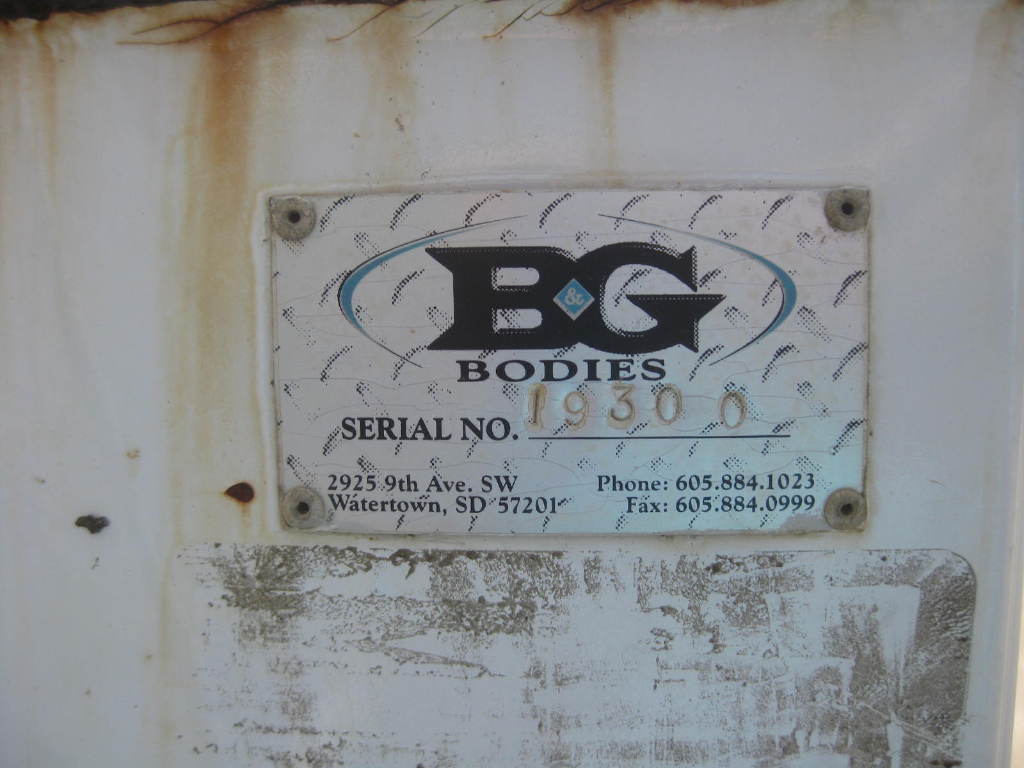 B&G
BODIES
SERIAL NO. 19300
2925 9th Ave. SW Phone: 605.884.1023
Watertown, SD 57201 Fax: 605.884.0999